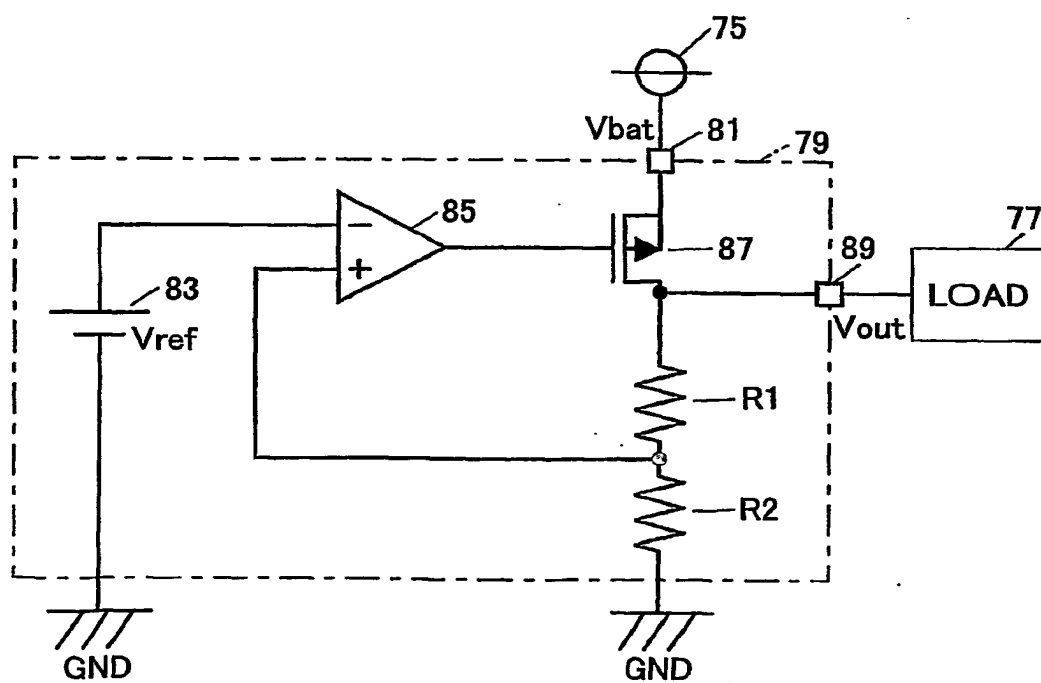 75
Vbat
81
79
85
87
77
89
LOAD
83
Vref
Vout
R1
R2
GND
GND
−
+